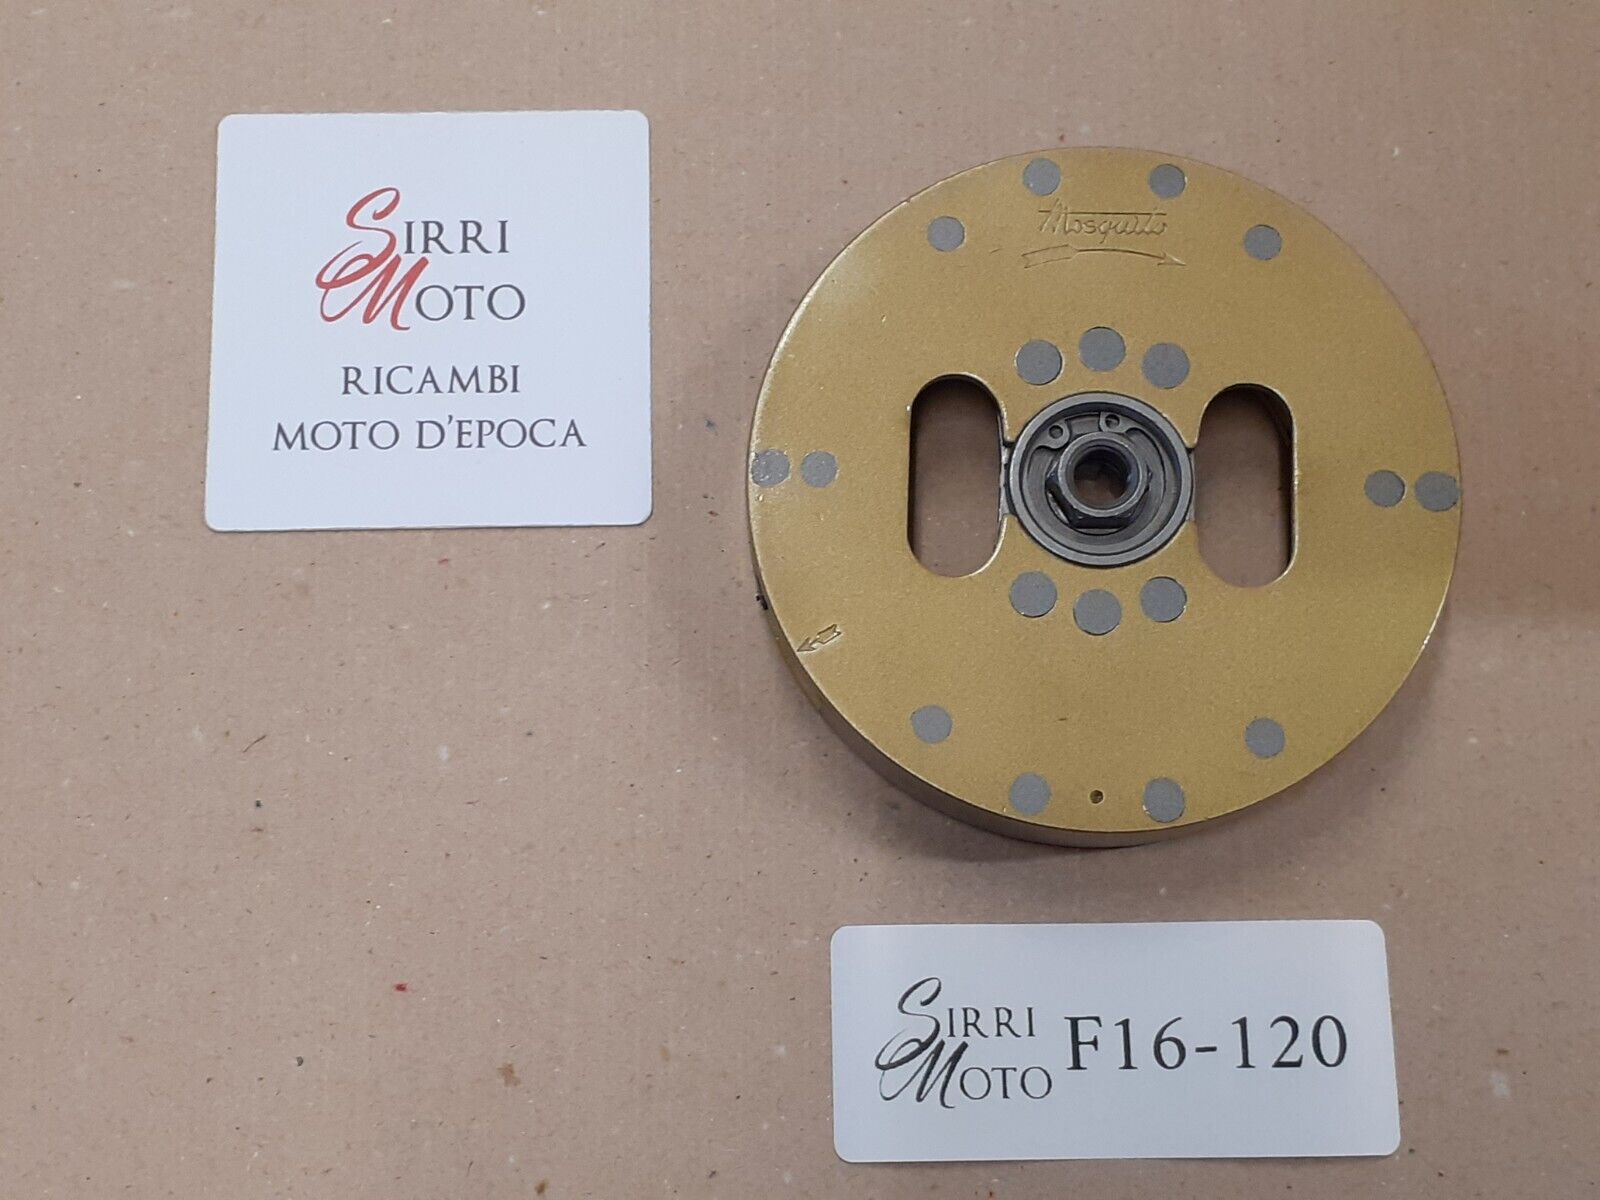 SIRRI
MOTO
RICAMBI
MOTO D'EPOCA
Mosquito
SIRRI
MOTO
F16-120